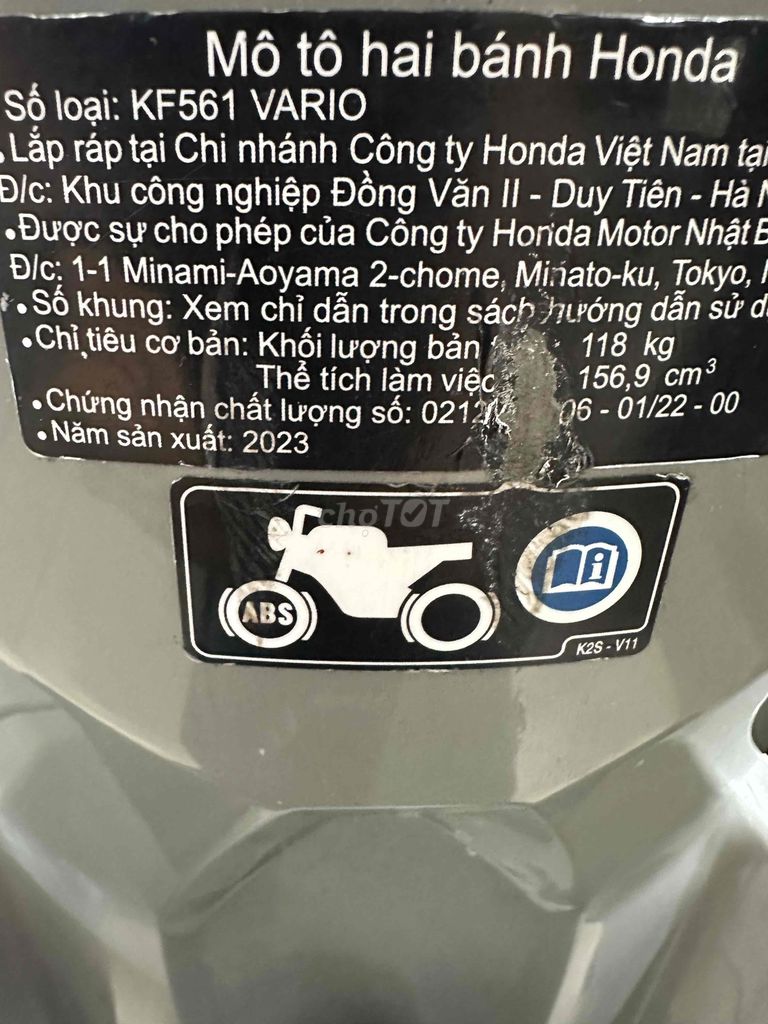 Mô tô hai bánh Honda
Số loại: KF561 VARIO
•Lắp ráp tại Chi nhánh Công ty Honda Việt Nam tại
Đ/c: Khu công nghiệp Đồng Văn II - Duy Tiên - Hà
•Được sự cho phép của Công ty Honda Motor Nhật
Đ/c: 1-1 Minami-Aoyama 2-chome, Minato-ku, Tokyo,
•Số khung: Xem chỉ dẫn trong sách hướng dẫn sử
•Chỉ tiêu cơ bản: Khối lượng bản 118 kg
Thể tích làm việc 156,9 cm³
•Chứng nhận chất lượng số: 06 - 01/22 - 00
•Năm sản xuất: 2023
choTOT
ABS
i
K2S - V11